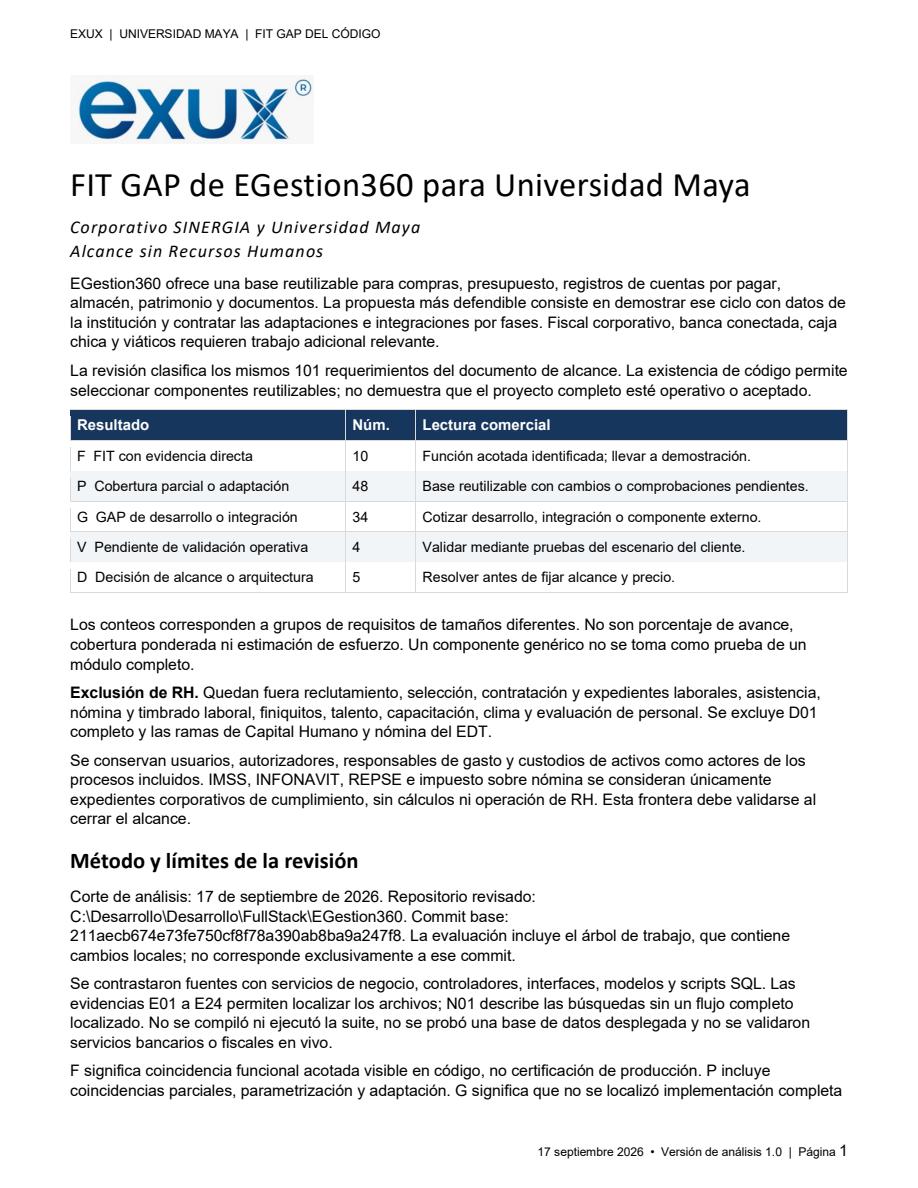 EXUX | UNIVERSIDAD MAYA | FIT GAP DEL CÓDIGO
exux ®
FIT GAP de EGestion360 para Universidad Maya
Corporativo SINERGIA y Universidad Maya
Alcance sin Recursos Humanos
EGestion360 ofrece una base reutilizable para compras, presupuesto, registros de cuentas por pagar,
almacén, patrimonio y documentos. La propuesta más defendible consiste en demostrar ese ciclo con datos de
la institución y contratar las adaptaciones e integraciones por fases. Fiscal corporativo, banca conectada, caja
chica y viáticos requieren trabajo adicional relevante.
La revisión clasifica los mismos 101 requerimientos del documento de alcance. La existencia de código permite
seleccionar componentes reutilizables; no demuestra que el proyecto completo esté operativo o aceptado.
Resultado Núm. Lectura comercial
F FIT con evidencia directa 10 Función acotada identificada; llevar a demostración.
P Cobertura parcial o adaptación 48 Base reutilizable con cambios o comprobaciones pendientes.
G GAP de desarrollo o integración 34 Cotizar desarrollo, integración o componente externo.
V Pendiente de validación operativa 4 Validar mediante pruebas del escenario del cliente.
D Decisión de alcance o arquitectura 5 Resolver antes de fijar alcance y precio.
Los conteos corresponden a grupos de requisitos de tamaños diferentes. No son porcentaje de avance,
cobertura ponderada ni estimación de esfuerzo. Un componente genérico no se toma como prueba de un
módulo completo.
Exclusión de RH. Quedan fuera reclutamiento, selección, contratación y expedientes laborales, asistencia,
nómina y timbrado laboral, finiquitos, talento, capacitación, clima y evaluación de personal. Se excluye D01
completo y las ramas de Capital Humano y nómina del EDT.
Se conservan usuarios, autorizadores, responsables de gasto y custodios de activos como actores de los
procesos incluidos. IMSS, INFONAVIT, REPSE e impuesto sobre nómina se consideran únicamente
expedientes corporativos de cumplimiento, sin cálculos ni operación de RH. Esta frontera debe validarse al
cerrar el alcance.
Método y límites de la revisión
Corte de análisis: 17 de septiembre de 2026. Repositorio revisado:
C:\Desarrollo\Desarrollo\FullStack\EGestion360. Commit base:
211aecb674e73fe750cf8f78a390ab8ba9a247f8. La evaluación incluye el árbol de trabajo, que contiene
cambios locales; no corresponde exclusivamente a ese commit.
Se contrastaron fuentes con servicios de negocio, controladores, interfaces, modelos y scripts SQL. Las
evidencias E01 a E24 permiten localizar los archivos; N01 describe las búsquedas sin un flujo completo
localizado. No se compiló ni ejecutó la suite, no se probó una base de datos desplegada y no se validaron
servicios bancarios o fiscales en vivo.
F significa coincidencia funcional acotada visible en código, no certificación de producción. P incluye
coincidencias parciales, parametrización y adaptación. G significa que no se localizó implementación completa
17 septiembre 2026 • Versión de análisis 1.0 | Página 1